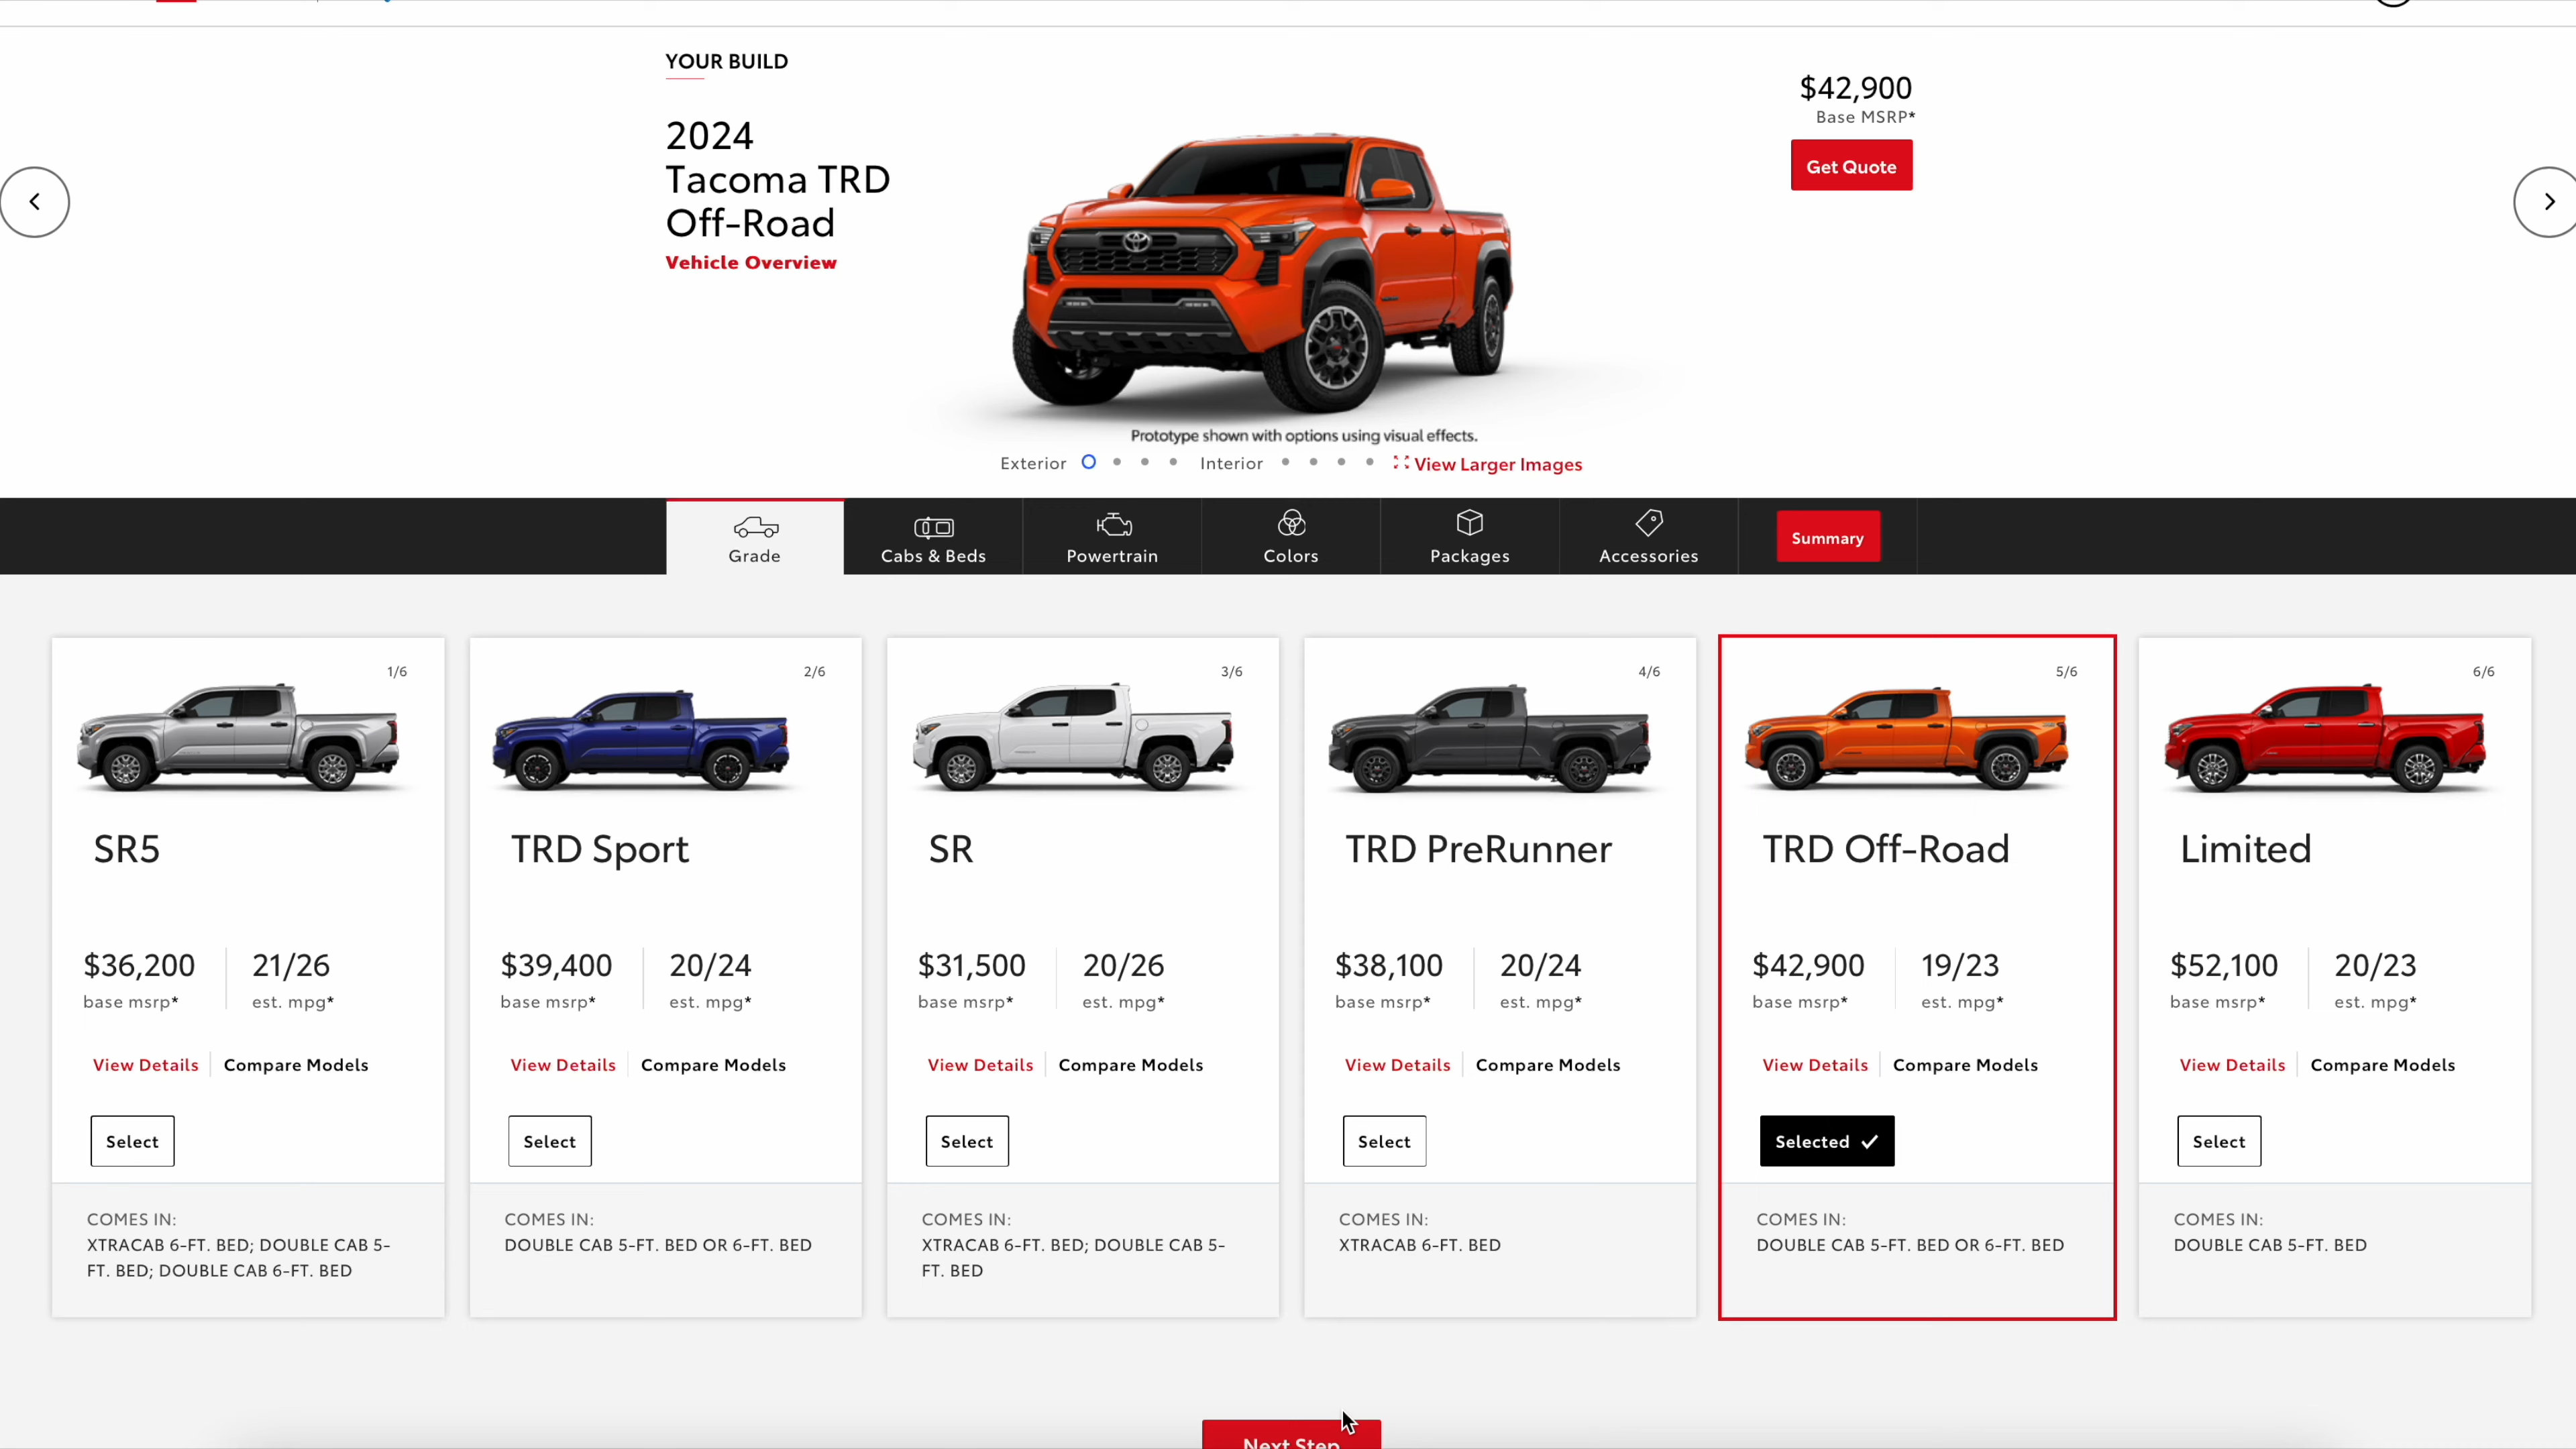 YOUR BUILD
2024
Tacoma TRD
Off-Road
Vehicle Overview
$42,900
Base MSRP*
Get Quote
Prototype shown with options using visual effects.
Exterior Interior View Larger Images
Grade
Cabs & Beds
Powertrain
Colors
Packages
Accessories
Summary
1/6
SR5
$36,200
base msrp*
21/26
est. mpg*
View Details
Compare Models
Select
COMES IN:
XTRACAB 6-FT. BED; DOUBLE CAB 5-
FT. BED; DOUBLE CAB 6-FT. BED
2/6
TRD Sport
$39,400
base msrp*
20/24
est. mpg*
View Details
Compare Models
Select
COMES IN:
DOUBLE CAB 5-FT. BED OR 6-FT. BED
3/6
SR
$31,500
base msrp*
20/26
est. mpg*
View Details
Compare Models
Select
COMES IN:
XTRACAB 6-FT. BED; DOUBLE CAB 5-
FT. BED
4/6
TRD PreRunner
$38,100
base msrp*
20/24
est. mpg*
View Details
Compare Models
Select
COMES IN:
XTRACAB 6-FT. BED
5/6
TRD Off-Road
$42,900
base msrp*
19/23
est. mpg*
View Details
Compare Models
Selected
COMES IN:
DOUBLE CAB 5-FT. BED OR 6-FT. BED
6/6
Limited
$52,100
base msrp*
20/23
est. mpg*
View Details
Compare Models
Select
COMES IN:
DOUBLE CAB 5-FT. BED
Next Step